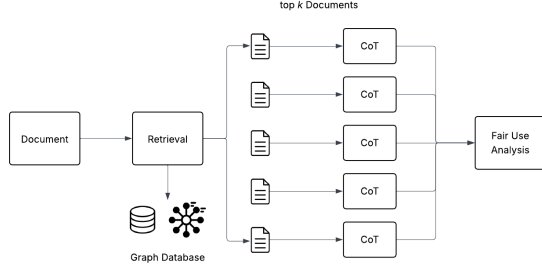 top k Documents
Document
Retrieval
CoT
CoT
CoT
CoT
CoT
Fair Use
Analysis
Graph Database